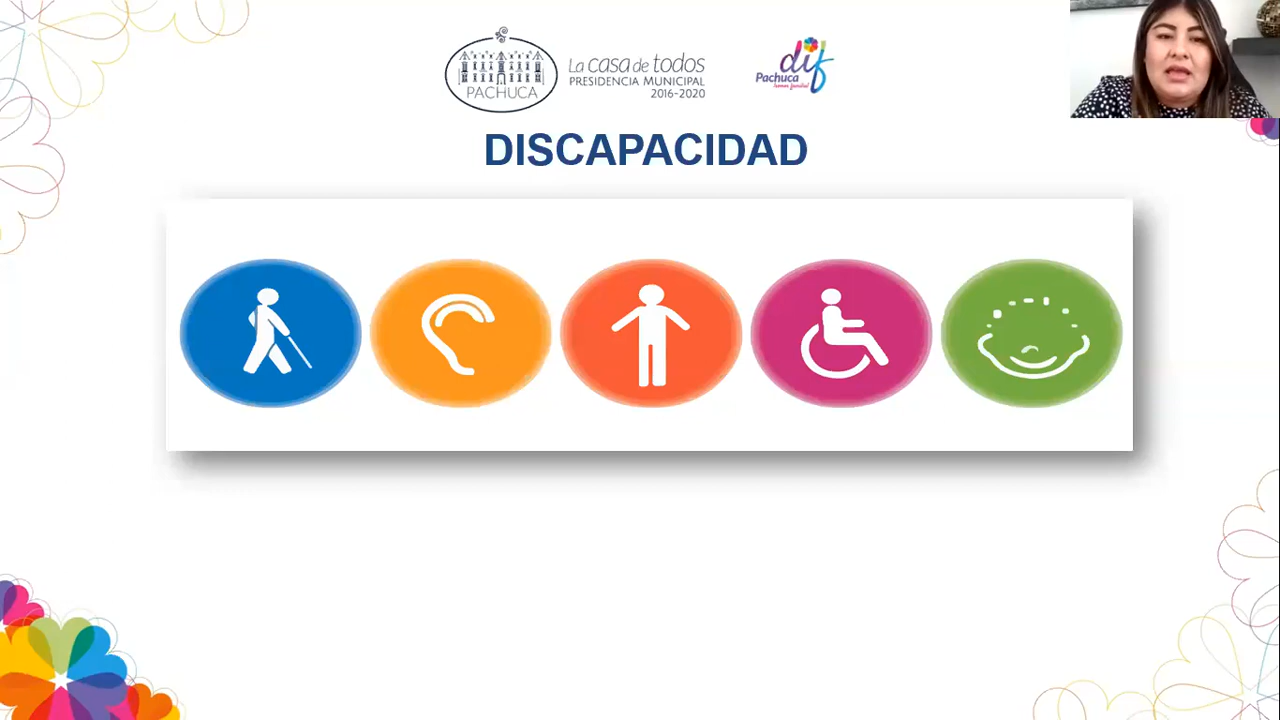 PACHUCA
La casa de todos
PRESIDENCIA MUNICIPAL
2016-2020
dif
Pachuca
DISCAPACIDAD